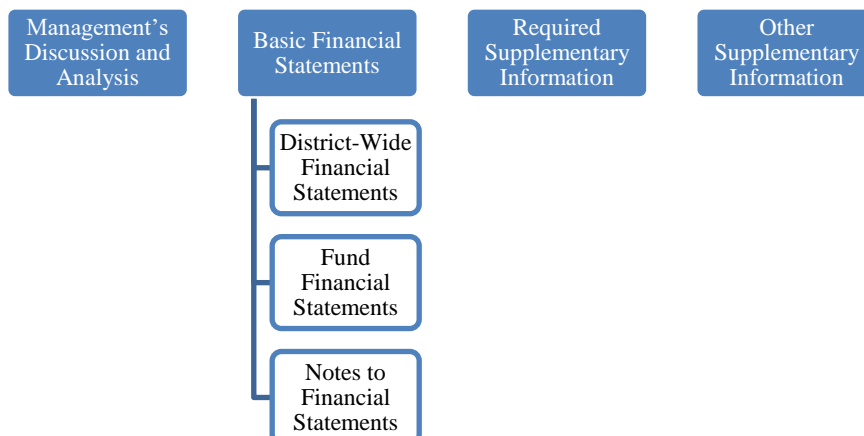 Management’s
Discussion and
Analysis
Basic Financial
Statements
Required
Supplementary
Information
Other
Supplementary
Information
District-Wide
Financial
Statements
Fund
Financial
Statements
Notes to
Financial
Statements